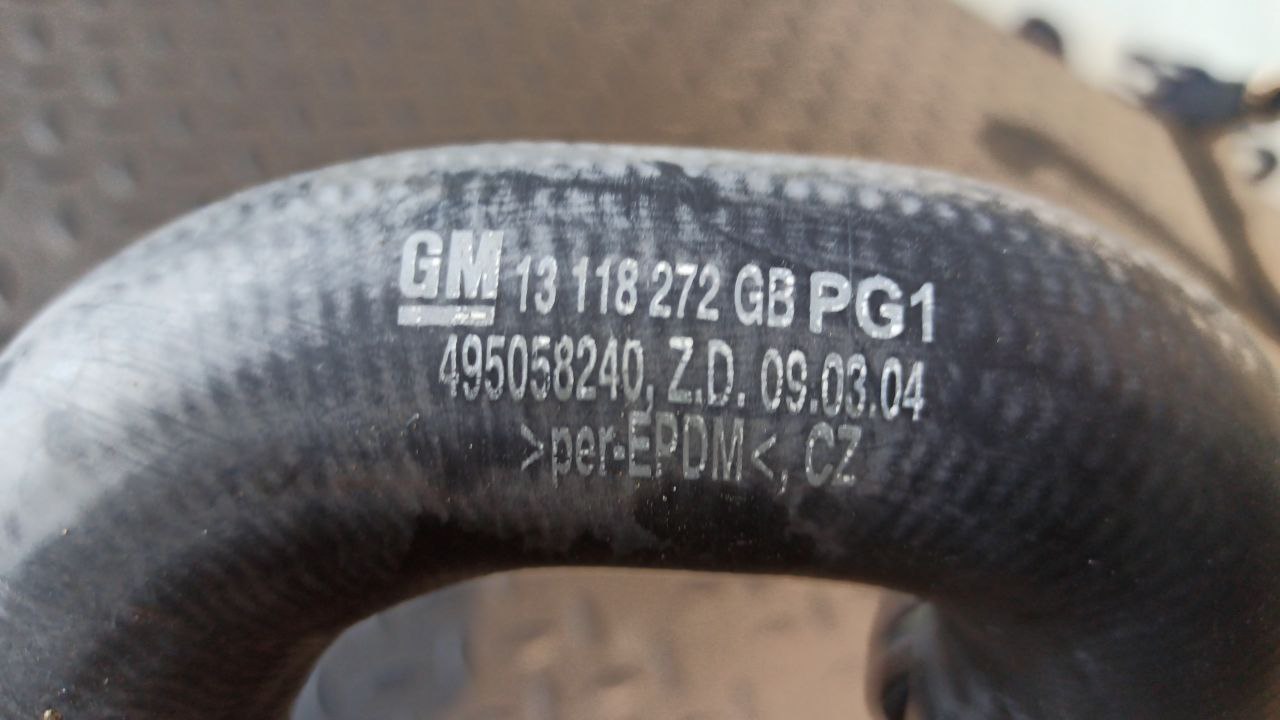 GM 13 118 272 GB PG1
495058240, Z.D. 09.03.04
>per-EPDM<, CZ